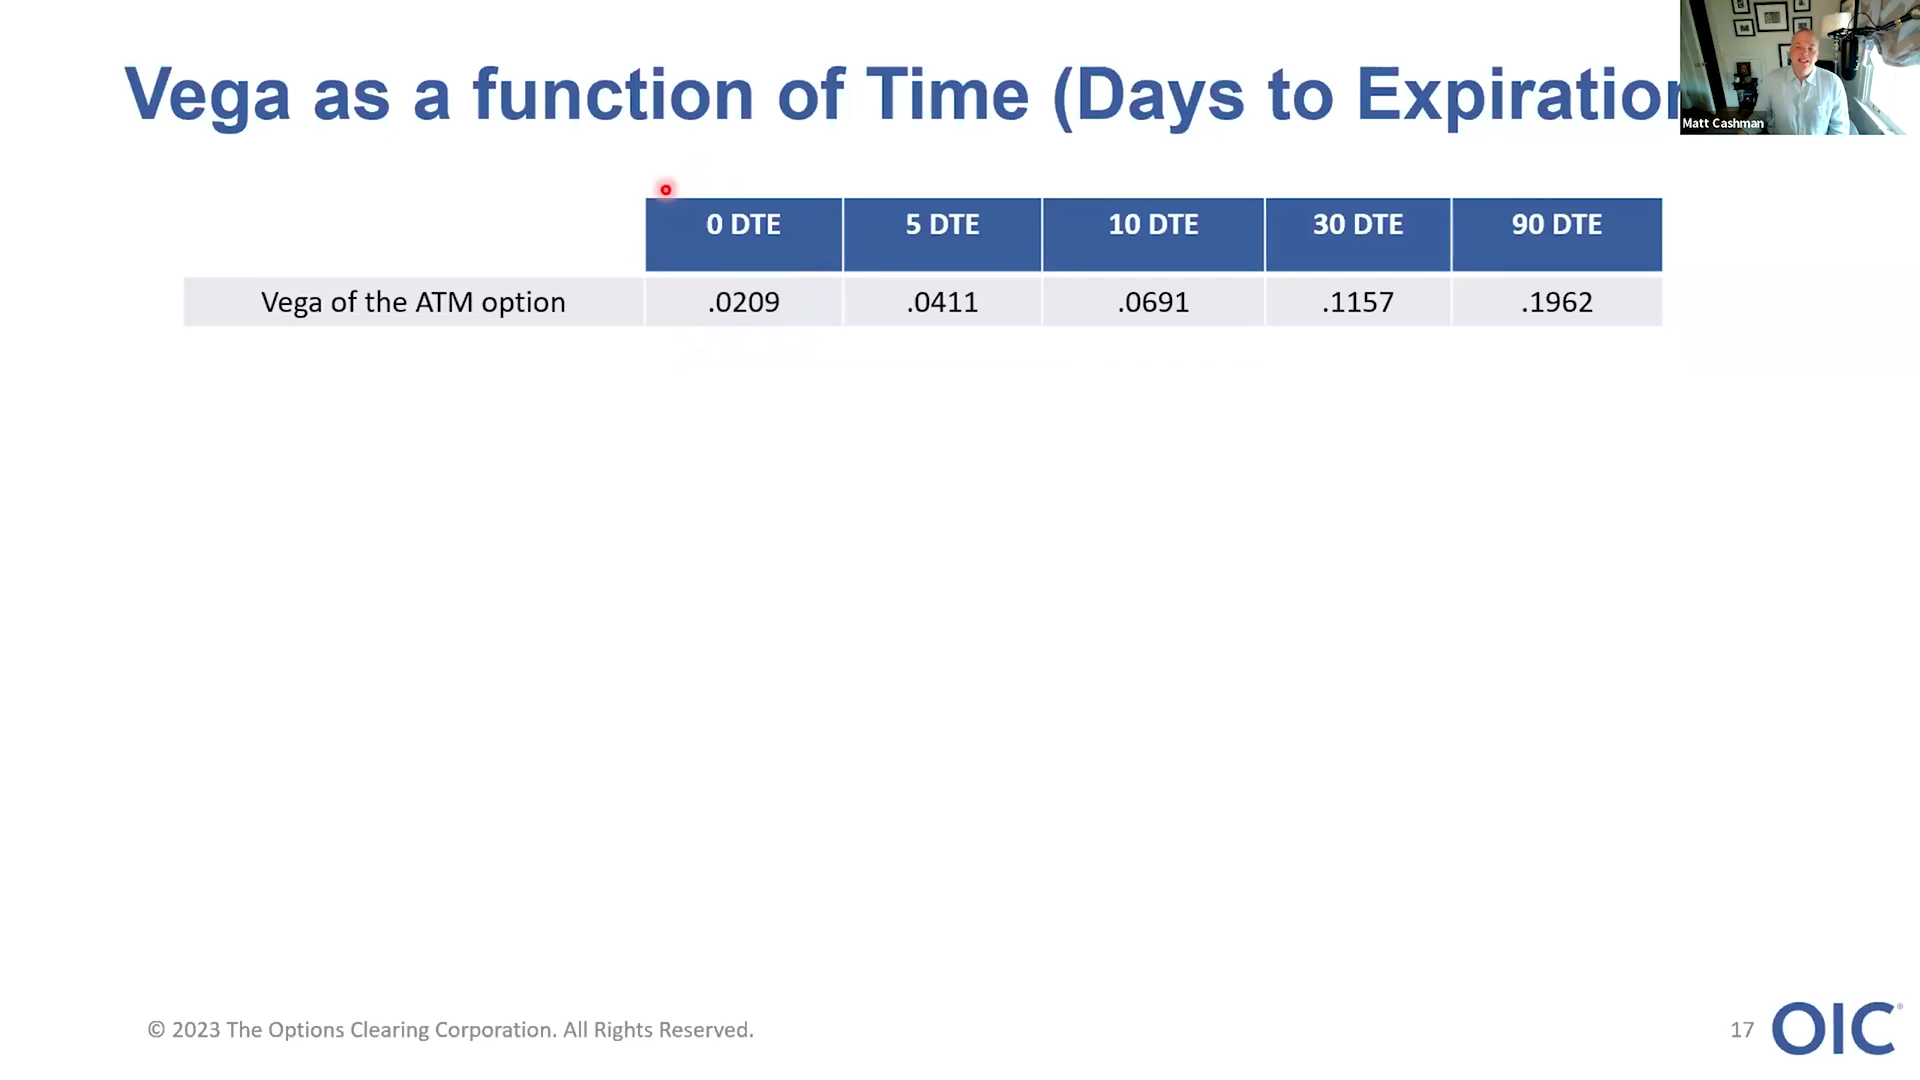 Vega as a function of Time (Days to Expiration
Matt Cashman
0 DTE 5 DTE 10 DTE 30 DTE 90 DTE
Vega of the ATM option .0209 .0411 .0691 .1157 .1962
© 2023 The Options Clearing Corporation. All Rights Reserved.
17
OIC®